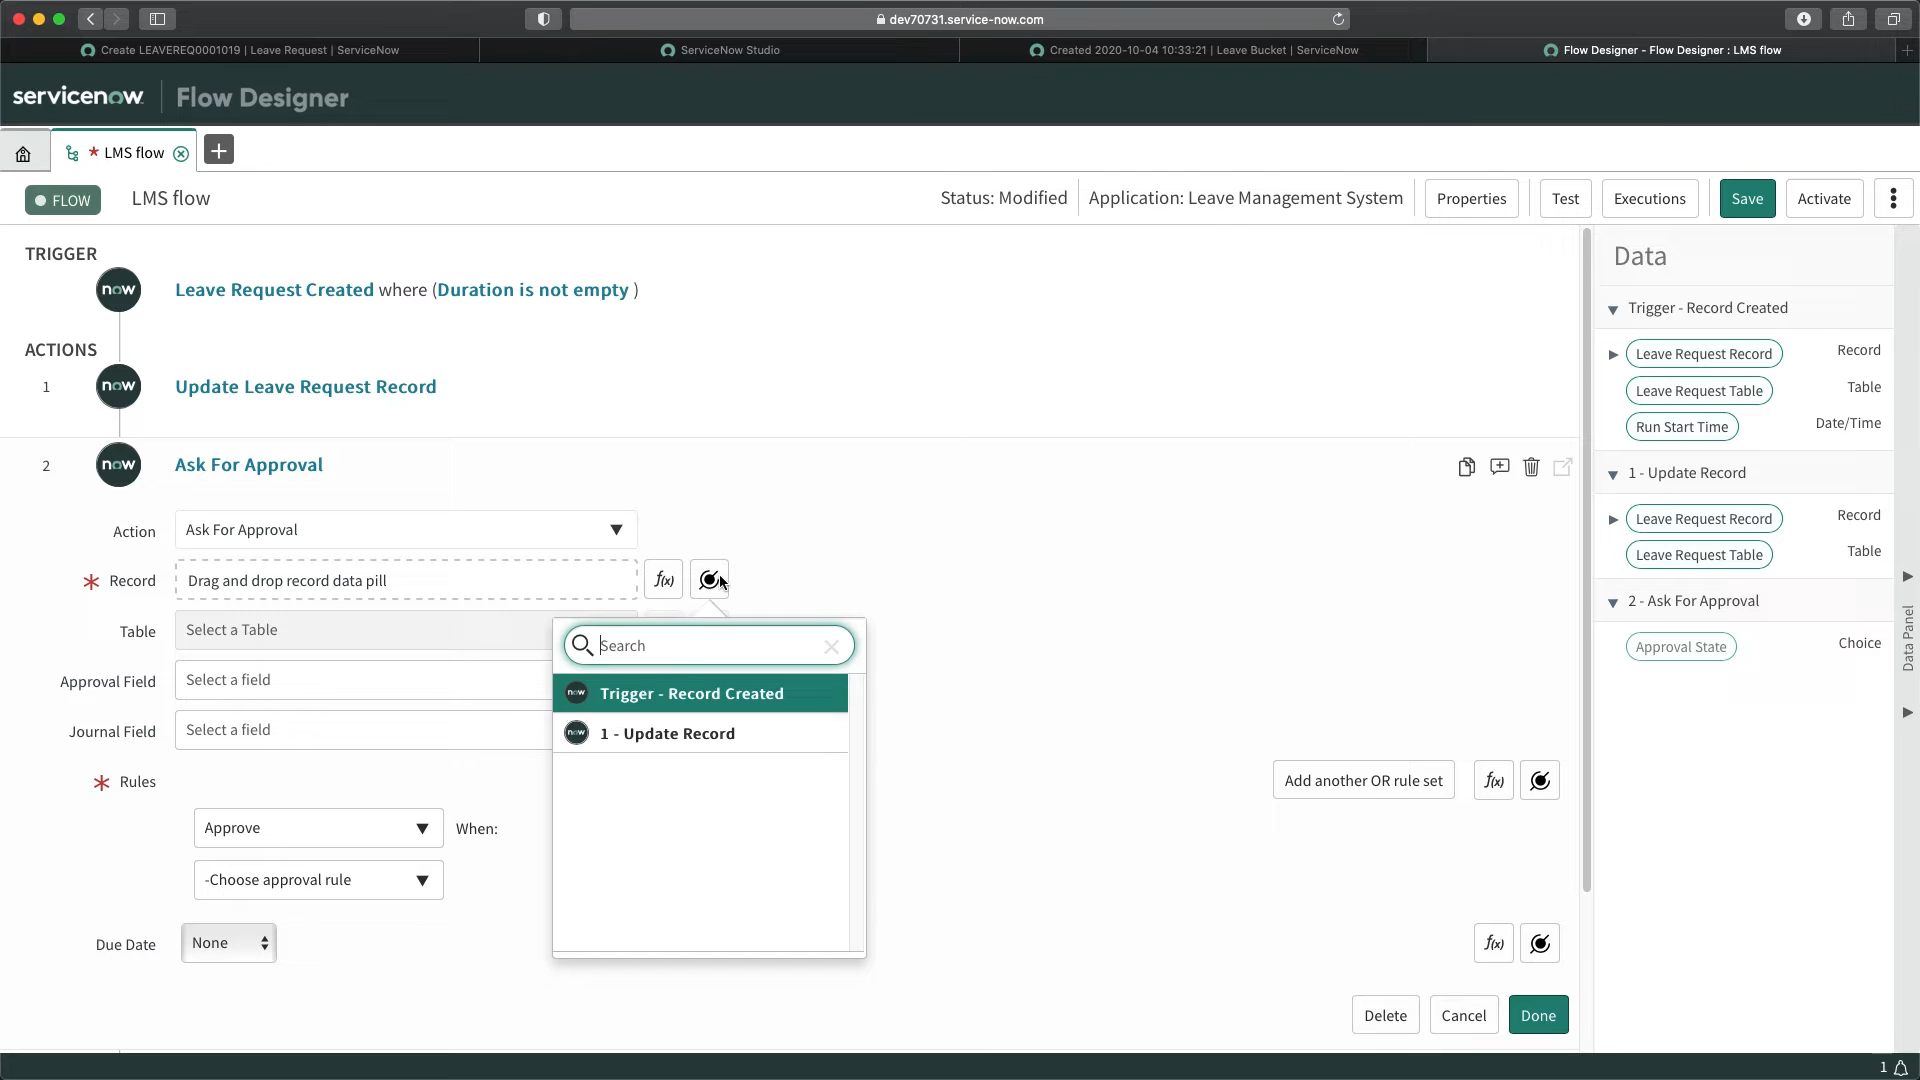 dev70731.service-now.com
Create LEAVEREQ0001019 | Leave Request | ServiceNow
ServiceNow Studio
Created 2020-10-04 10:33:21 | Leave Bucket | ServiceNow
Flow Designer - Flow Designer : LMS flow
servicenow Flow Designer
* LMS flow
FLOW LMS flow
Status: Modified
Application: Leave Management System
Properties
Test
Executions
Save
Activate
TRIGGER
now Leave Request Created where (Duration is not empty )
ACTIONS
1 now Update Leave Request Record
2 now Ask For Approval
Action Ask For Approval
* Record Drag and drop record data pill f(x)
Table Select a Table
Approval Field Select a field
Journal Field Select a field
* Rules
Add another OR rule set f(x)
Approve When:
-Choose approval rule
Due Date None f(x)
Search
now Trigger - Record Created
now 1 - Update Record
Delete
Cancel
Done
Data
Trigger - Record Created
Leave Request Record Record
Leave Request Table Table
Run Start Time Date/Time
1 - Update Record
Leave Request Record Record
Leave Request Table Table
2 - Ask For Approval
Approval State Choice
Data Panel
1